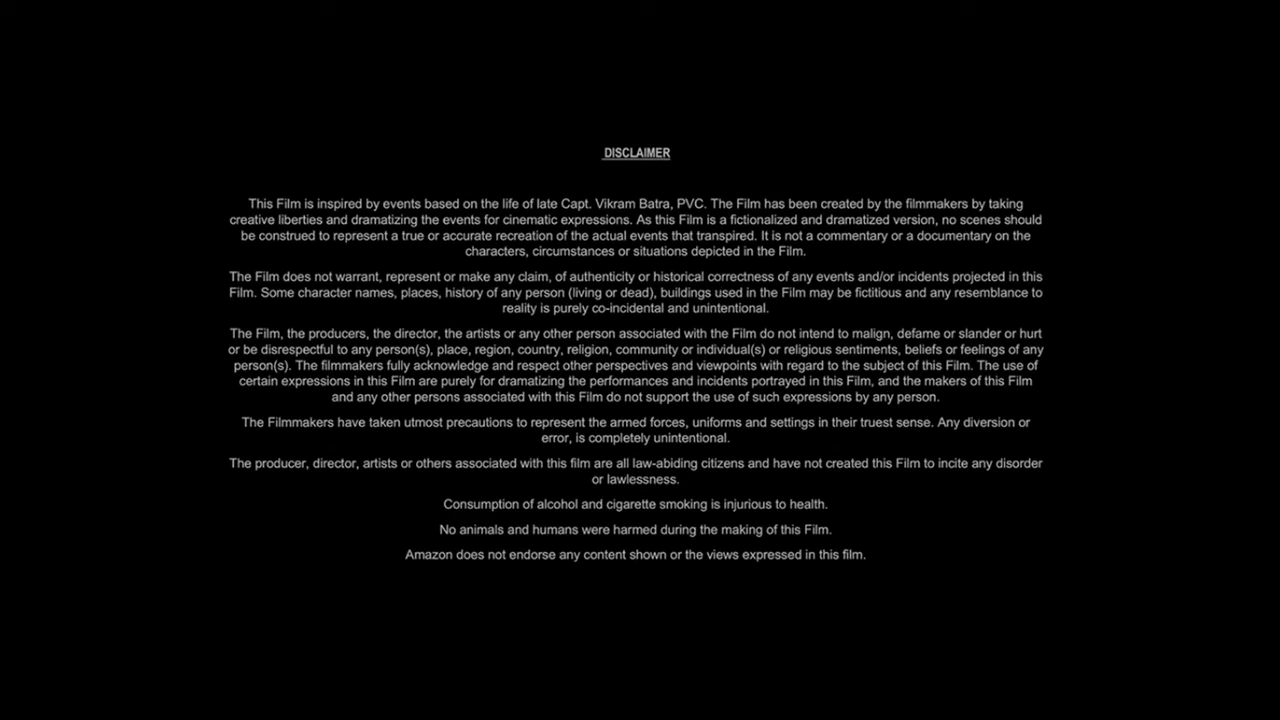 DISCLAIMER
This Film is inspired by events based on the life of late Capt. Vikram Batra, PVC. The Film has been created by the filmmakers by taking
creative liberties and dramatizing the events for cinematic expressions. As this Film is a fictionalized and dramatized version, no scenes should
be construed to represent a true or accurate recreation of the actual events that transpired. It is not a commentary or a documentary on the
characters, circumstances or situations depicted in the Film.
The Film does not warrant, represent or make any claim, of authenticity or historical correctness of any events and/or incidents projected in this
Film. Some character names, places, history of any person (living or dead), buildings used in the Film may be fictitious and any resemblance to
reality is purely co-incidental and unintentional.
The Film, the producers, the director, the artists or any other person associated with the Film do not intend to malign, defame or slander or hurt
or be disrespectful to any person(s), place, region, country, religion, community or individual(s) or religious sentiments, beliefs or feelings of any
person(s). The filmmakers fully acknowledge and respect other perspectives and viewpoints with regard to the subject of this Film. The use of
certain expressions in this Film are purely for dramatizing the performances and incidents portrayed in this Film, and the makers of this Film
and any other persons associated with this Film do not support the use of such expressions by any person.
The Filmmakers have taken utmost precautions to represent the armed forces, uniforms and settings in their truest sense. Any diversion or
error, is completely unintentional.
The producer, director, artists or others associated with this film are all law-abiding citizens and have not created this Film to incite any disorder
or lawlessness.
Consumption of alcohol and cigarette smoking is injurious to health.
No animals and humans were harmed during the making of this Film.
Amazon does not endorse any content shown or the views expressed in this film.